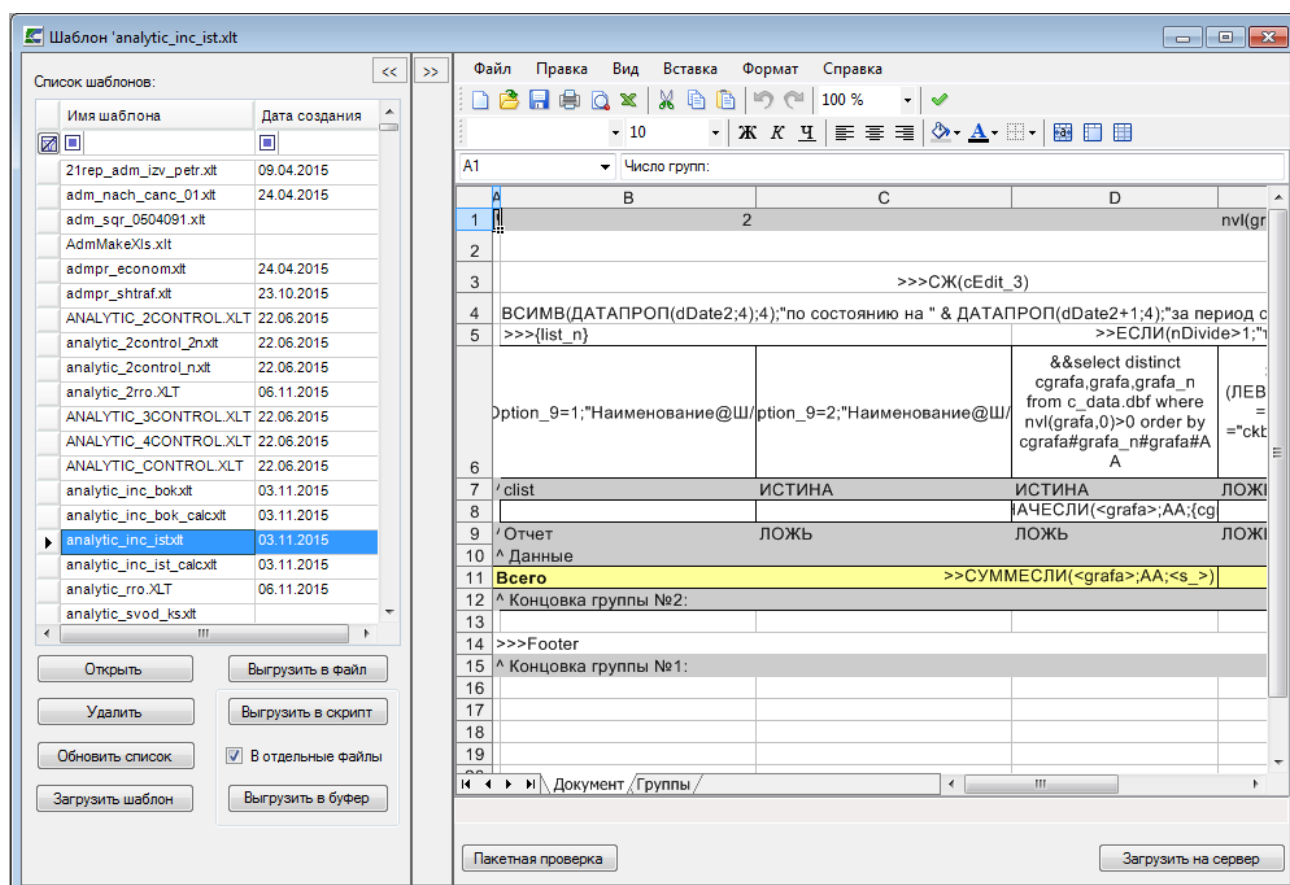 Шаблон 'analytic_inc_ist.xlt
<<
>>
Список шаблонов:
Имя шаблона Дата создания
21rep_adm_izv_petr.xlt 09.04.2015
adm_nach_canc_01.xlt 24.04.2015
adm_sqr_0504091.xlt
AdmMakeXls.xlt
admpr_econom.xlt 24.04.2015
admpr_shtraf.xlt 23.10.2015
ANALYTIC_2CONTROL.XLT 22.06.2015
analytic_2control_2n.xlt 22.06.2015
analytic_2control_n.xlt 22.06.2015
analytic_2rro.XLT 06.11.2015
ANALYTIC_3CONTROL.XLT 22.06.2015
ANALYTIC_4CONTROL.XLT 22.06.2015
ANALYTIC_CONTROL.XLT 22.06.2015
analytic_inc_bok.xlt 03.11.2015
analytic_inc_bok_calc.xlt 03.11.2015
analytic_inc_ist.xlt 03.11.2015
analytic_inc_ist_calc.xlt 03.11.2015
analytic_rro.XLT 06.11.2015
analytic_svod_ks.xlt
Открыть Выгрузить в файл
Удалить Выгрузить в скрипт
Обновить список В отдельные файлы
Загрузить шаблон Выгрузить в буфер
Файл Правка Вид Вставка Формат Справка
100 %
10 Ж К Ч
A1 Число групп:
A B C D
1 2 nvl(gr
2
3 >>>СЖ(cEdit_3)
4 ВСИМВ(ДАТАПРОП(dDate2;4);4);"по состоянию на " & ДАТАПРОП(dDate2+1;4);"за период с
5 >>>{list_n} >>ЕСЛИ(nDivide>1;"т
&&select distinct
cgrafa,grafa,grafa_n
from c_data.dbf where
nvl(grafa,0)>0 order by
cgrafa#grafa_n#grafa#A
A
(ЛЕВ
=
="ckb
6 Option_9=1;"Наименование@Ш/ ption_9=2;"Наименование@Ш/
7 clist ИСТИНА ИСТИНА ЛОЖ
8 НАЧЕСЛИ(<grafa>;AA;{cg
9 Отчет ЛОЖЬ ЛОЖЬ ЛОЖ
10 ^ Данные
11 Всего >>СУММЕСЛИ(<grafa>;AA;<s_>)
12 ^ Концовка группы №2:
13
14 >>>Footer
15 ^ Концовка группы №1:
16
17
18
19
Документ Группы
Пакетная проверка Загрузить на сервер